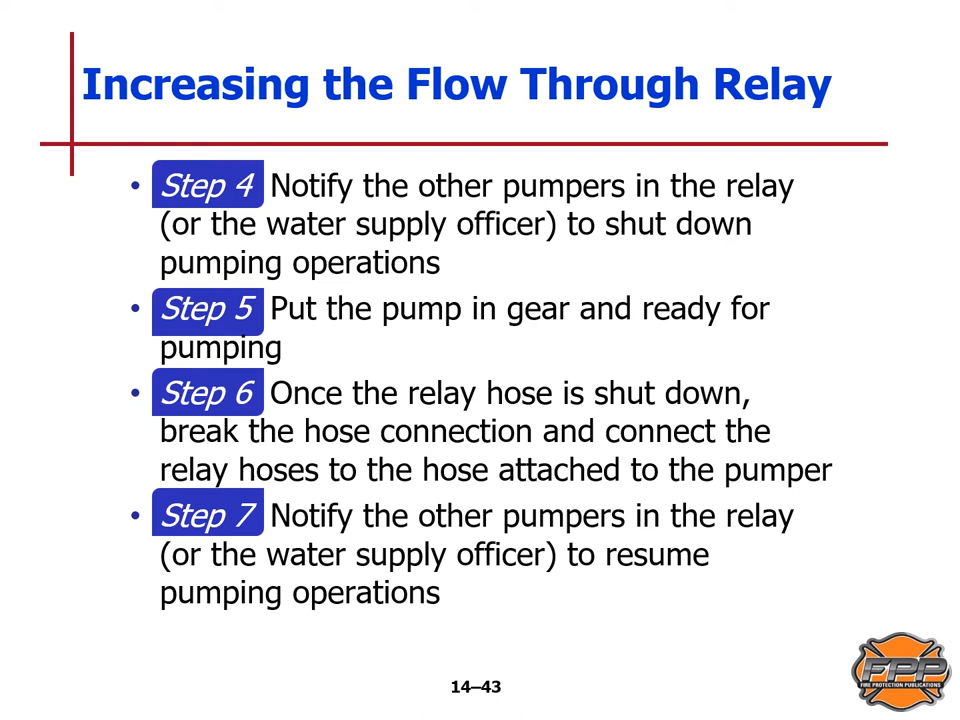 Increasing the Flow Through Relay
• Step 4 Notify the other pumpers in the relay
(or the water supply officer) to shut down
pumping operations
• Step 5 Put the pump in gear and ready for
pumping
• Step 6 Once the relay hose is shut down,
break the hose connection and connect the
relay hoses to the hose attached to the pumper
• Step 7 Notify the other pumpers in the relay
(or the water supply officer) to resume
pumping operations
14–43
FPP
FIRE PROTECTION PUBLICATIONS